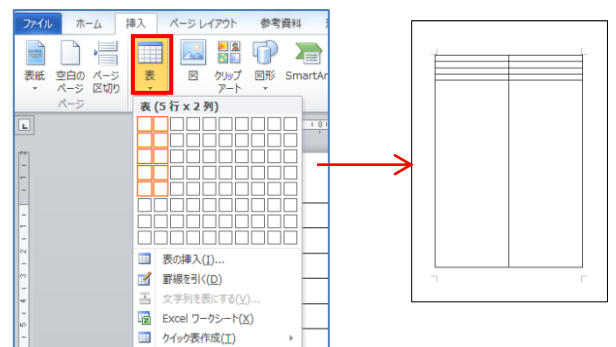 ファイル ホーム 挿入 ページ レイアウト 参考資料
表紙 空白の ページ 表 図 クリップ 図形 SmartAr
ページ 区切り アート
ページ
表 (5 行 x 2 列)
表の挿入(I)...
罫線を引く(D)
文字列を表にする(V)...
Excel ワークシート(X)
クイック表作成(T)